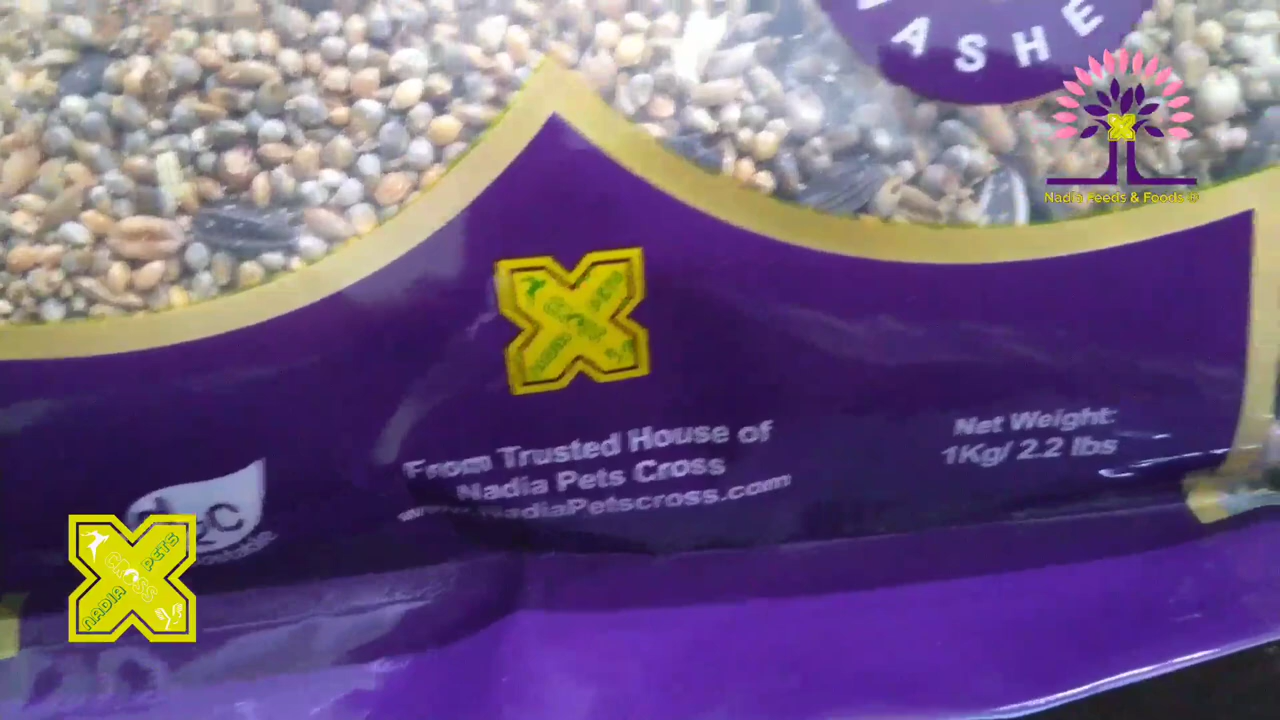 ASHE
Nadia Feeds & Foods ®
From Trusted House of
Nadia Pets Cross
www.NadiaPetscross.com
Net Weight:
1Kg/ 2.2 lbs
NADIA PETS
CROSS